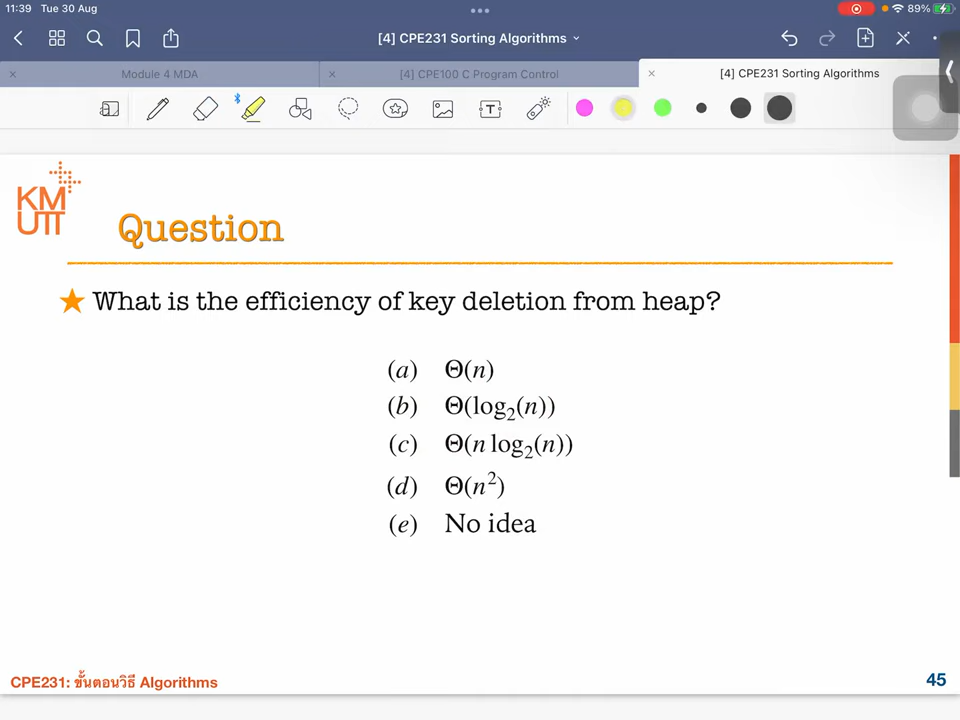 11:39 Tue 30 Aug
89%
[4] CPE231 Sorting Algorithms
Module 4 MDA
[4] CPE100 C Program Control
[4] CPE231 Sorting Algorithms
KM
UTT
Question
What is the efficiency of key deletion from heap?
(a) Θ(n)
(b) Θ(log₂(n))
(c) Θ(n log₂(n))
(d) Θ(n²)
(e) No idea
CPE231: ขั้นตอนวิธี Algorithms
45